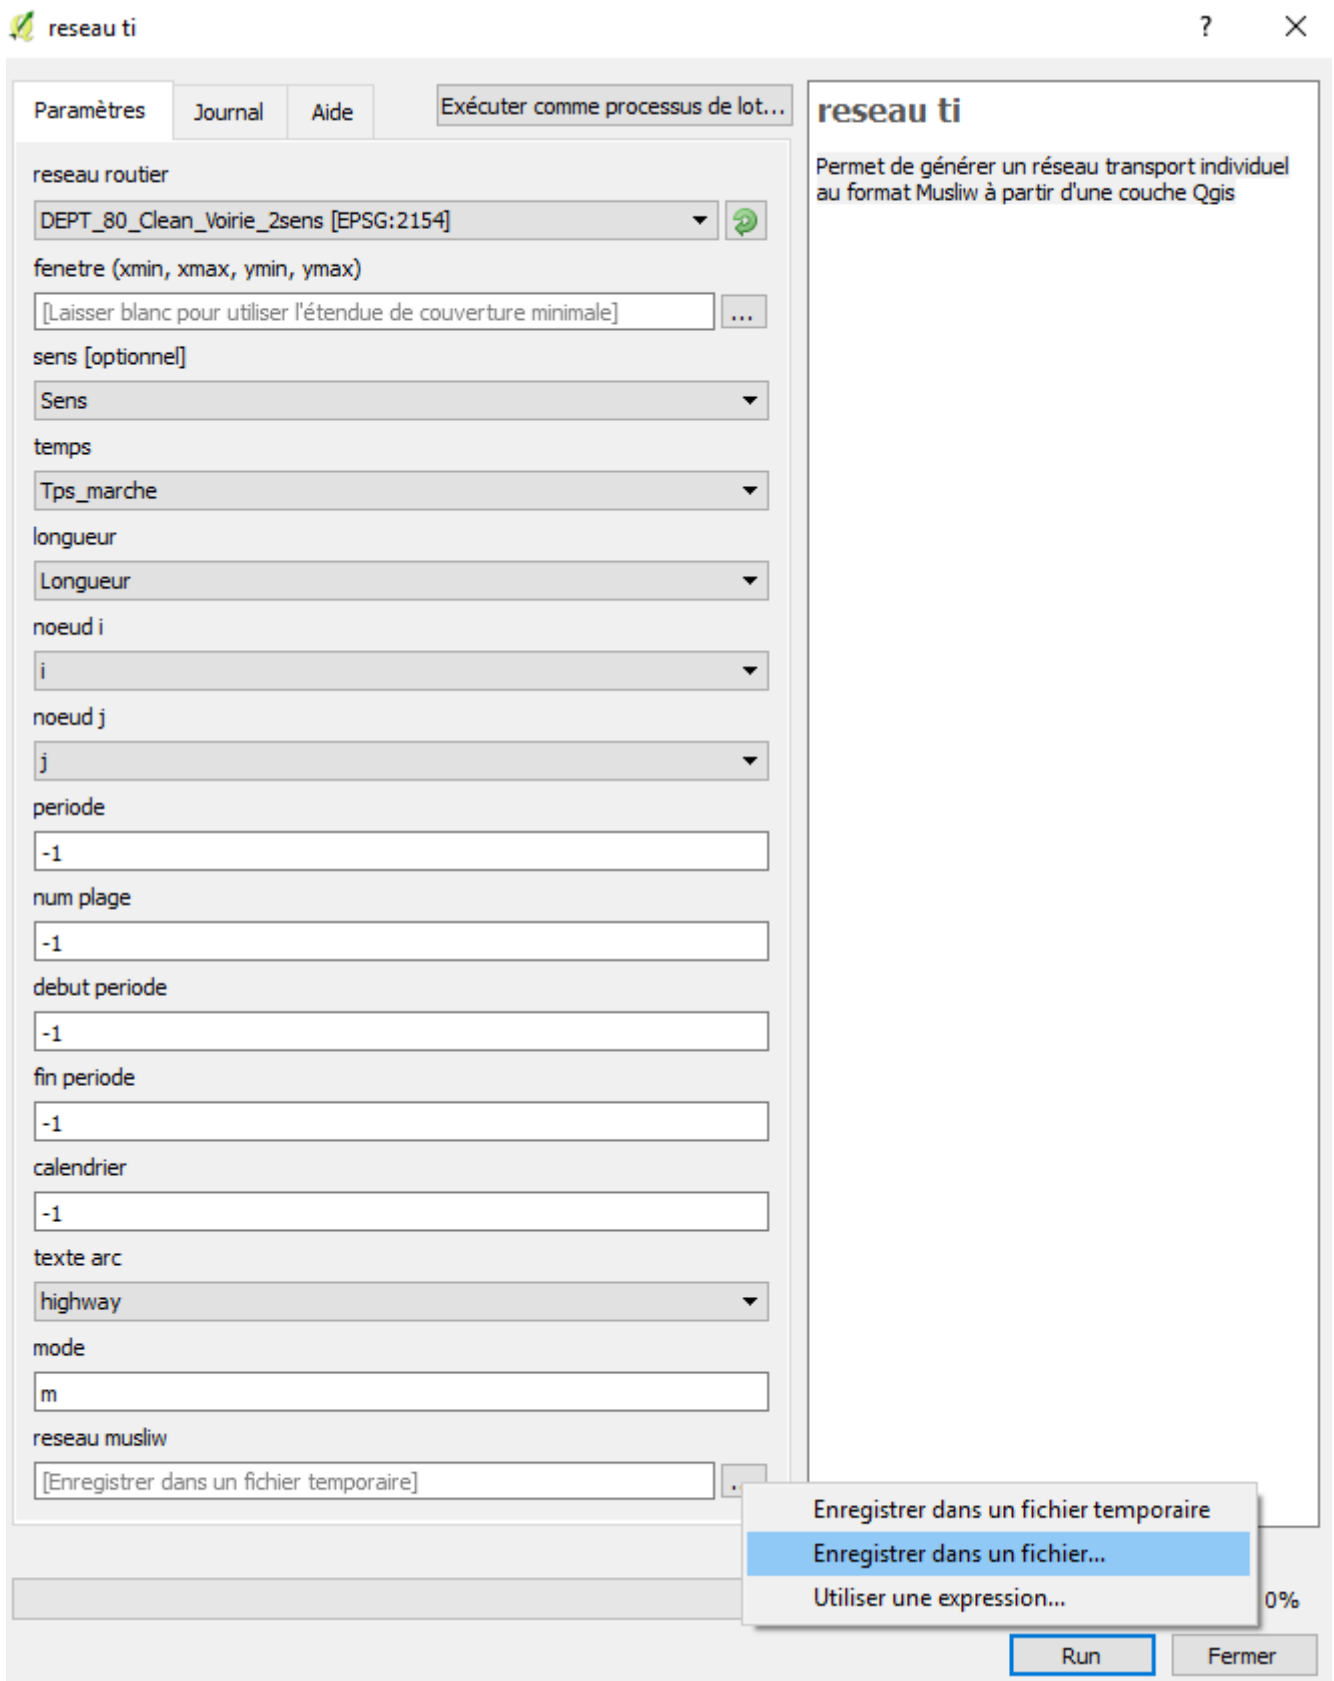 reseau ti
?
Paramètres
Journal
Aide
Exécuter comme processus de lot...
reseau routier
DEPT_80_Clean_Voirie_2sens [EPSG:2154]
fenetre (xmin, xmax, ymin, ymax)
[Laisser blanc pour utiliser l'étendue de couverture minimale]
...
sens [optionnel]
Sens
temps
Tps_marche
longueur
Longueur
noeud i
i
noeud j
j
periode
-1
num plage
-1
debut periode
-1
fin periode
-1
calendrier
-1
texte arc
highway
mode
m
reseau musliw
[Enregistrer dans un fichier temporaire]
reseau ti
Permet de générer un réseau transport individuel
au format Musliw à partir d'une couche Qgis
Enregistrer dans un fichier temporaire
Enregistrer dans un fichier...
Utiliser une expression...
0%
Run
Fermer